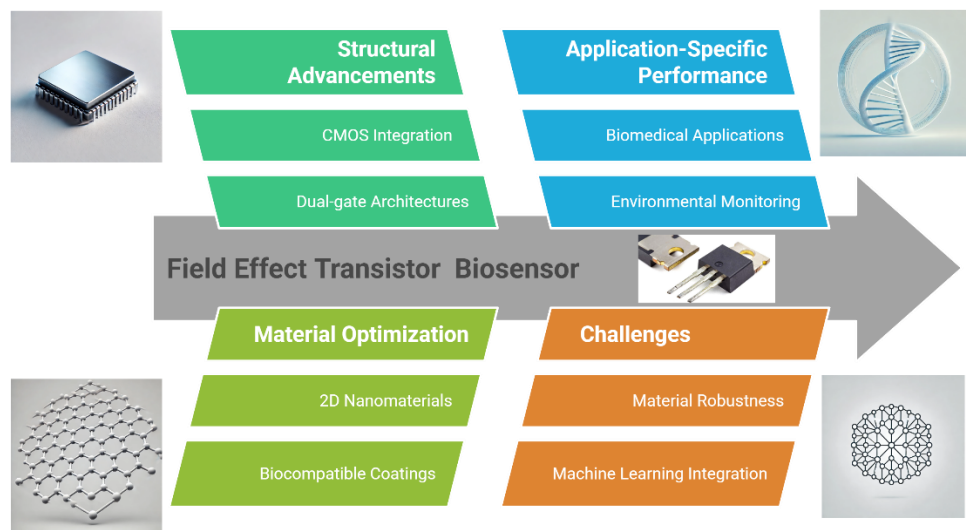 Structural
Advancements
CMOS Integration
Dual-gate Architectures
Application-Specific
Performance
Biomedical Applications
Environmental Monitoring
Field Effect Transistor Biosensor
Material Optimization
2D Nanomaterials
Biocompatible Coatings
Challenges
Material Robustness
Machine Learning Integration